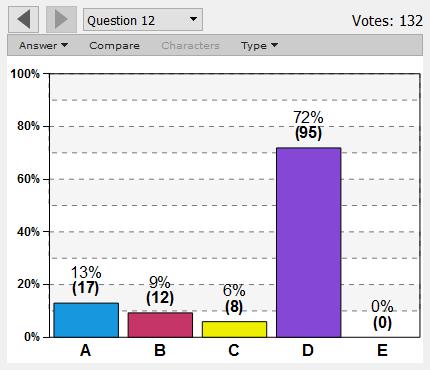 Question 12
Votes: 132
Answer
Compare
Characters
Type
100%
80%
60%
40%
20%
0%
13%
(17)
9%
(12)
6%
(8)
72%
(95)
0%
(0)
A B C D E